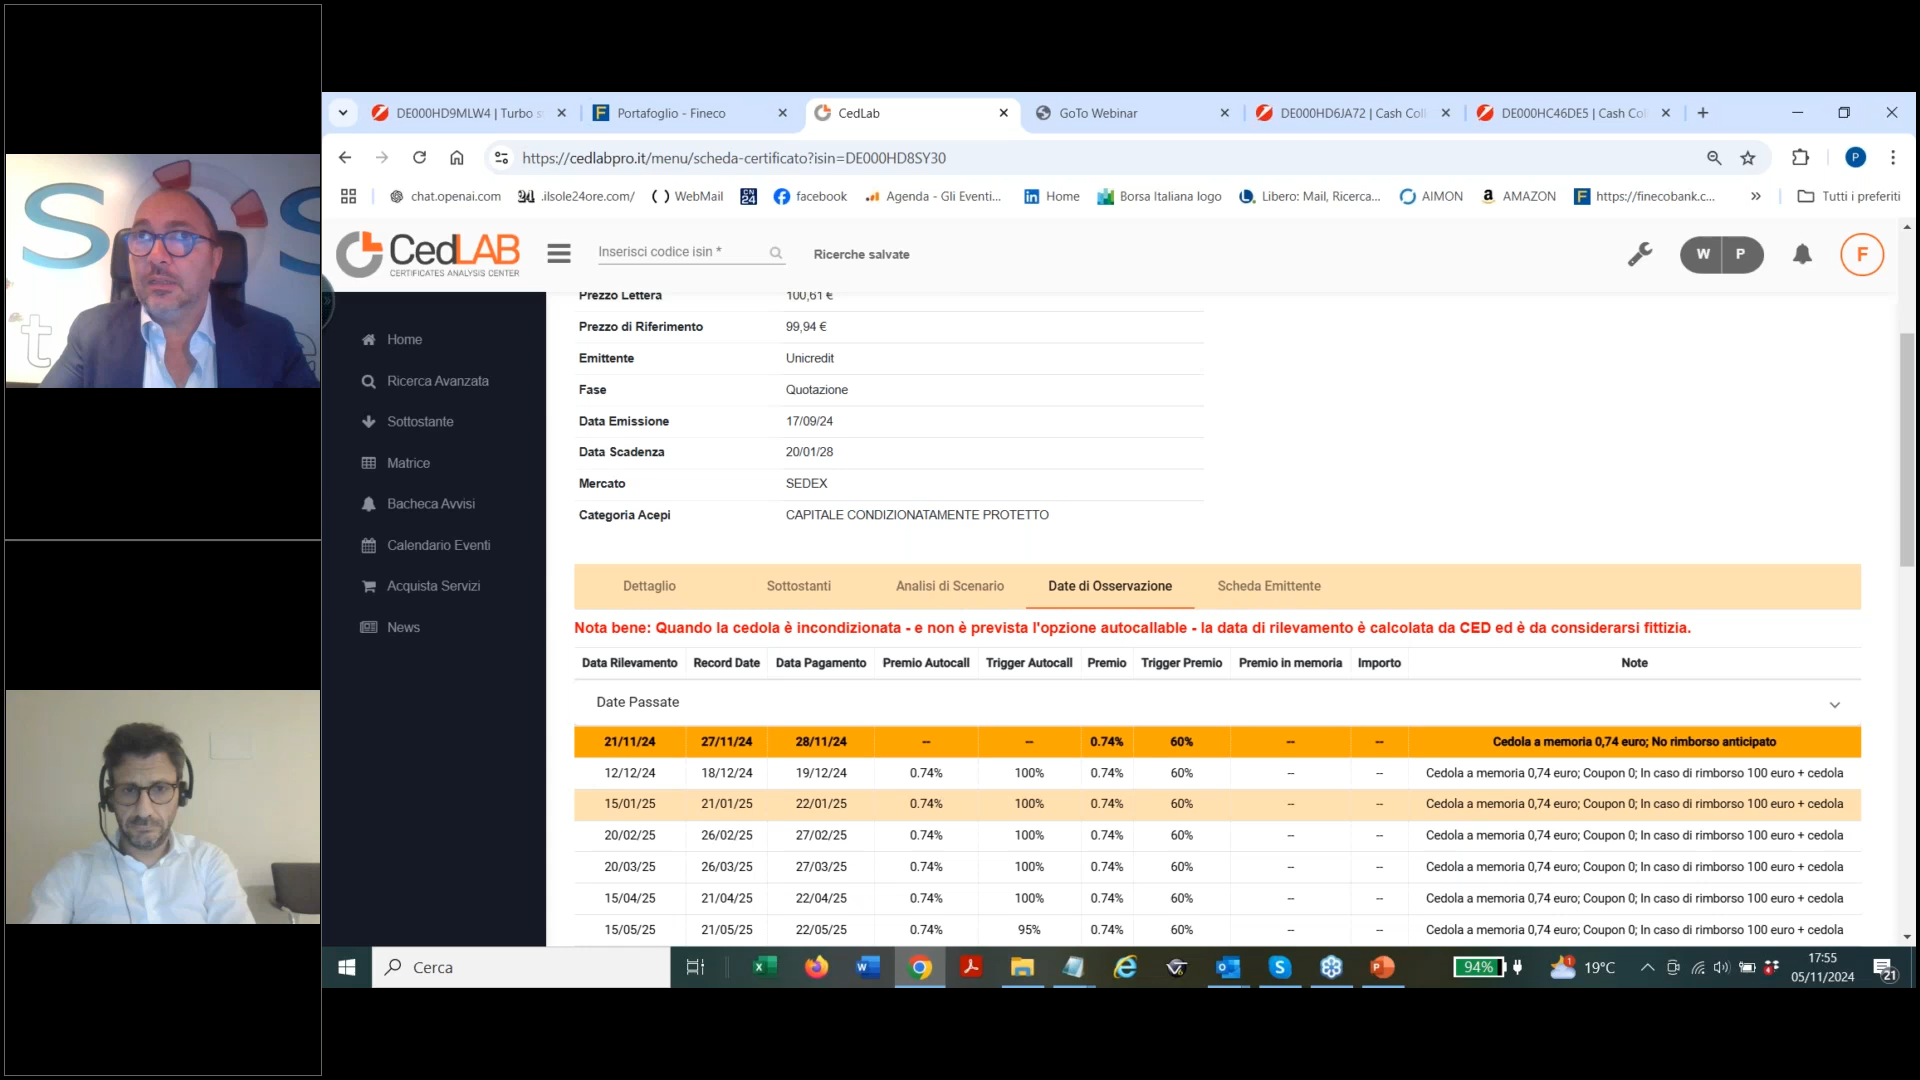 DE000HD9MLW4 | Turbo s
Portafoglio - Fineco
CedLab
GoTo Webinar
DE000HD6JA72 | Cash Coll
DE000HC46DE5 | Cash Co
https://cedlabpro.it/menu/scheda-certificato?isin=DE000HD8SY30
P
chat.openai.com
24
.ilsole24ore.com/
WebMail
CN 24
facebook
Agenda - Gli Eventi...
Home
Borsa Italiana logo
Libero: Mail, Ricerca...
AIMON
AMAZON
https://finecobank.c...
Tutti i preferiti
CedLAB
CERTIFICATES ANALYSIS CENTER
Inserisci codice isin *
Ricerche salvate
W P
F
Home
Ricerca Avanzata
Sottostante
Matrice
Bacheca Avvisi
Calendario Eventi
Acquista Servizi
News
Prezzo Lettera 100,61 €
Prezzo di Riferimento 99,94 €
Emittente Unicredit
Fase Quotazione
Data Emissione 17/09/24
Data Scadenza 20/01/28
Mercato SEDEX
Categoria Acepi CAPITALE CONDIZIONATAMENTE PROTETTO
Dettaglio Sottostanti Analisi di Scenario Date di Osservazione Scheda Emittente
Nota bene: Quando la cedola è incondizionata - e non è prevista l'opzione autocallable - la data di rilevamento è calcolata da CED ed è da considerarsi fittizia.
Data Rilevamento Record Date Data Pagamento Premio Autocall Trigger Autocall Premio Trigger Premio Premio in memoria Importo Note
Date Passate
21/11/24 27/11/24 28/11/24 -- -- 0.74% 60% -- -- Cedola a memoria 0,74 euro; No rimborso anticipato
12/12/24 18/12/24 19/12/24 0.74% 100% 0.74% 60% -- -- Cedola a memoria 0,74 euro; Coupon 0; In caso di rimborso 100 euro + cedola
15/01/25 21/01/25 22/01/25 0.74% 100% 0.74% 60% -- -- Cedola a memoria 0,74 euro; Coupon 0; In caso di rimborso 100 euro + cedola
20/02/25 26/02/25 27/02/25 0.74% 100% 0.74% 60% -- -- Cedola a memoria 0,74 euro; Coupon 0; In caso di rimborso 100 euro + cedola
20/03/25 26/03/25 27/03/25 0.74% 100% 0.74% 60% -- -- Cedola a memoria 0,74 euro; Coupon 0; In caso di rimborso 100 euro + cedola
15/04/25 21/04/25 22/04/25 0.74% 100% 0.74% 60% -- -- Cedola a memoria 0,74 euro; Coupon 0; In caso di rimborso 100 euro + cedola
15/05/25 21/05/25 22/05/25 0.74% 95% 0.74% 60% -- -- Cedola a memoria 0,74 euro; Coupon 0; In caso di rimborso 100 euro + cedola
Cerca
94%
19°C
17:55
05/11/2024
21